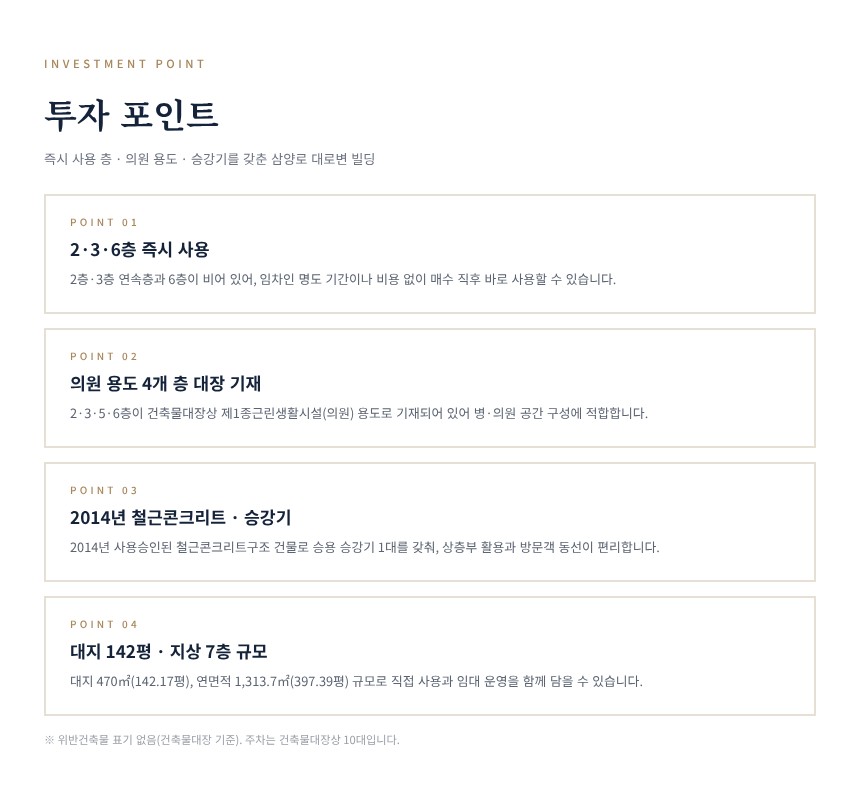 INVESTMENT POINT
투자 포인트
즉시 사용 층 · 의원 용도 · 승강기를 갖춘 삼양로 대로변 빌딩
POINT 01
2·3·6층 즉시 사용
2층·3층 연속층과 6층이 비어 있어, 임차인 명도 기간이나 비용 없이 매수 직후 바로 사용할 수 있습니다.
POINT 02
의원 용도 4개 층 대장 기재
2·3·5·6층이 건축물대장상 제1종근린생활시설(의원) 용도로 기재되어 있어 병·의원 공간 구성에 적합합니다.
POINT 03
2014년 철근콘크리트 · 승강기
2014년 사용승인된 철근콘크리트구조 건물로 승용 승강기 1대를 갖춰, 상층부 활용과 방문객 동선이 편리합니다.
POINT 04
대지 142평 · 지상 7층 규모
대지 470㎡(142.17평), 연면적 1,313.7㎡(397.39평) 규모로 직접 사용과 임대 운영을 함께 담을 수 있습니다.
※ 위반건축물 표기 없음(건축물대장 기준). 주차는 건축물대장상 10대입니다.